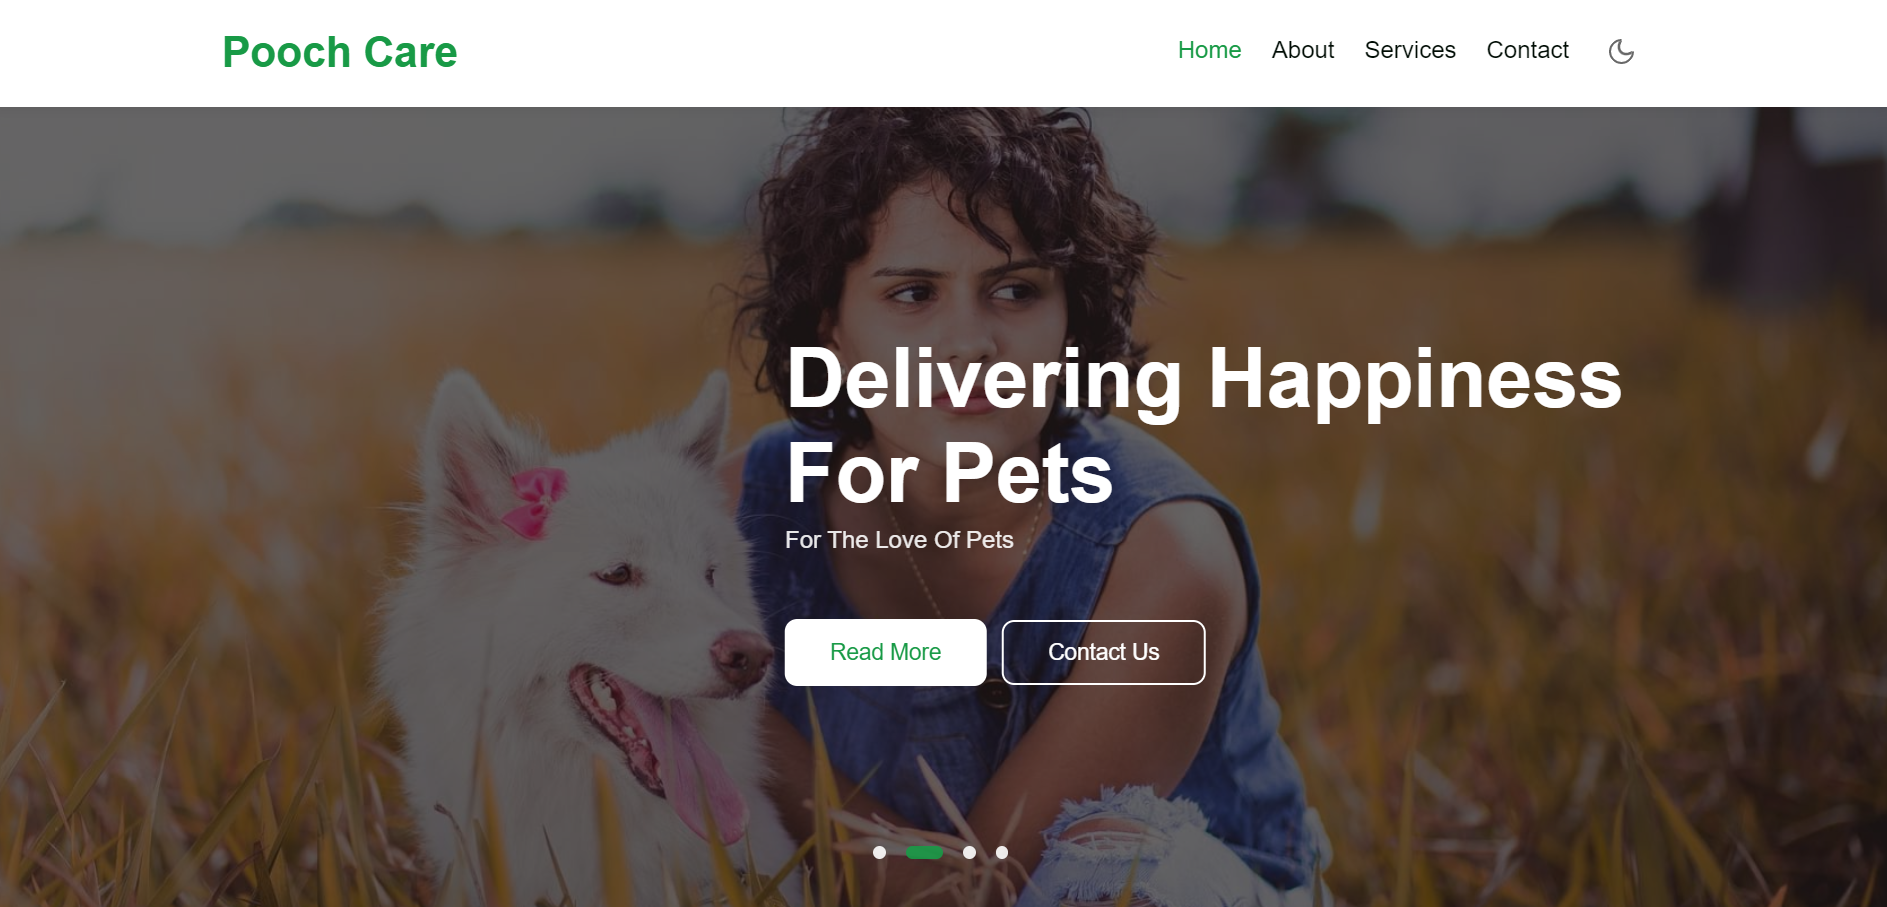 Pooch Care
Home About Services Contact
Delivering Happiness
For Pets
For The Love Of Pets
Read More Contact Us